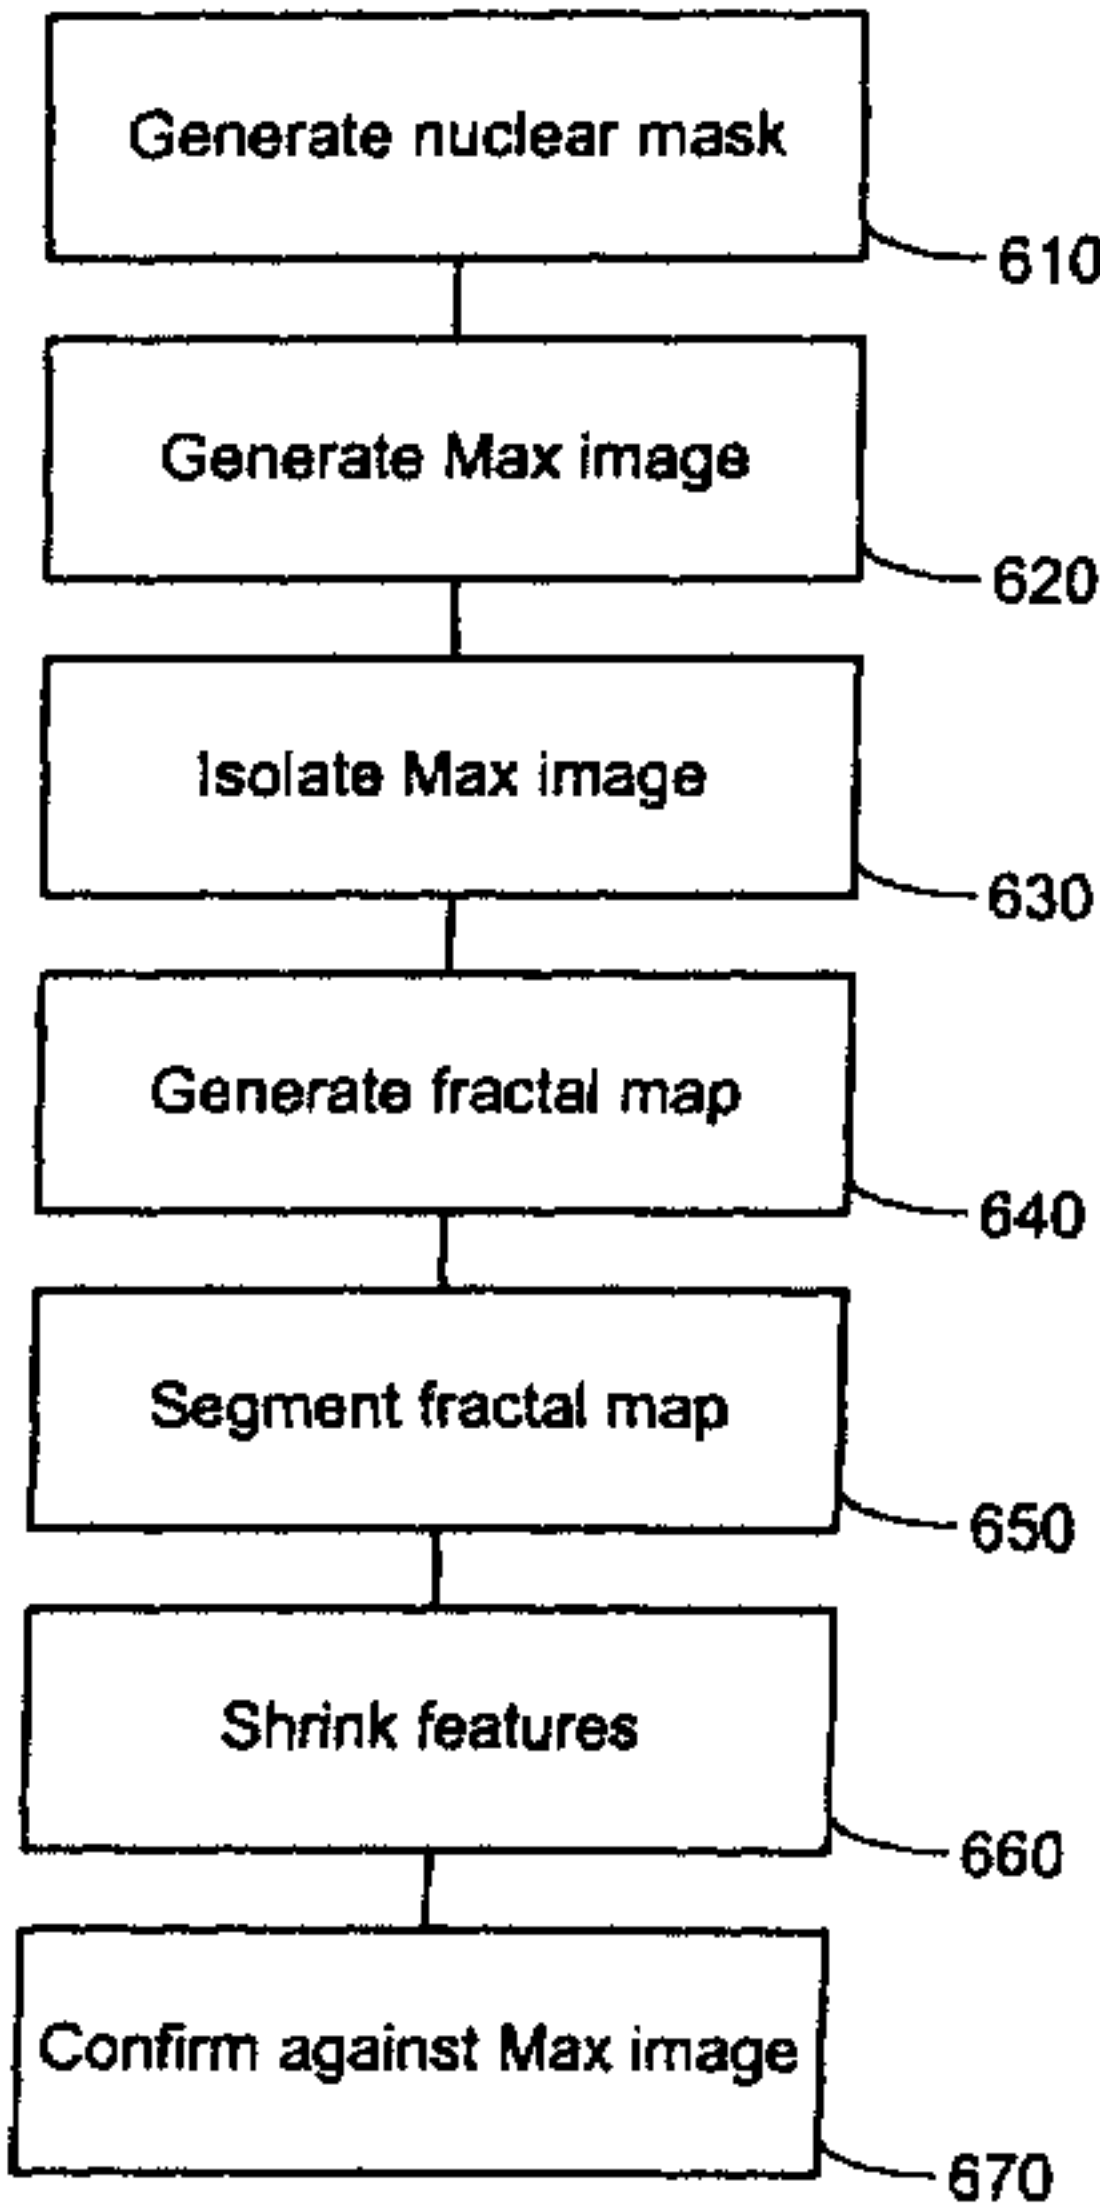 Generate nuclear mask
610
Generate Max image
620
Isolate Max image
630
Generate fractal map
640
Segment fractal map
650
Shrink features
660
Confirm against Max image
670